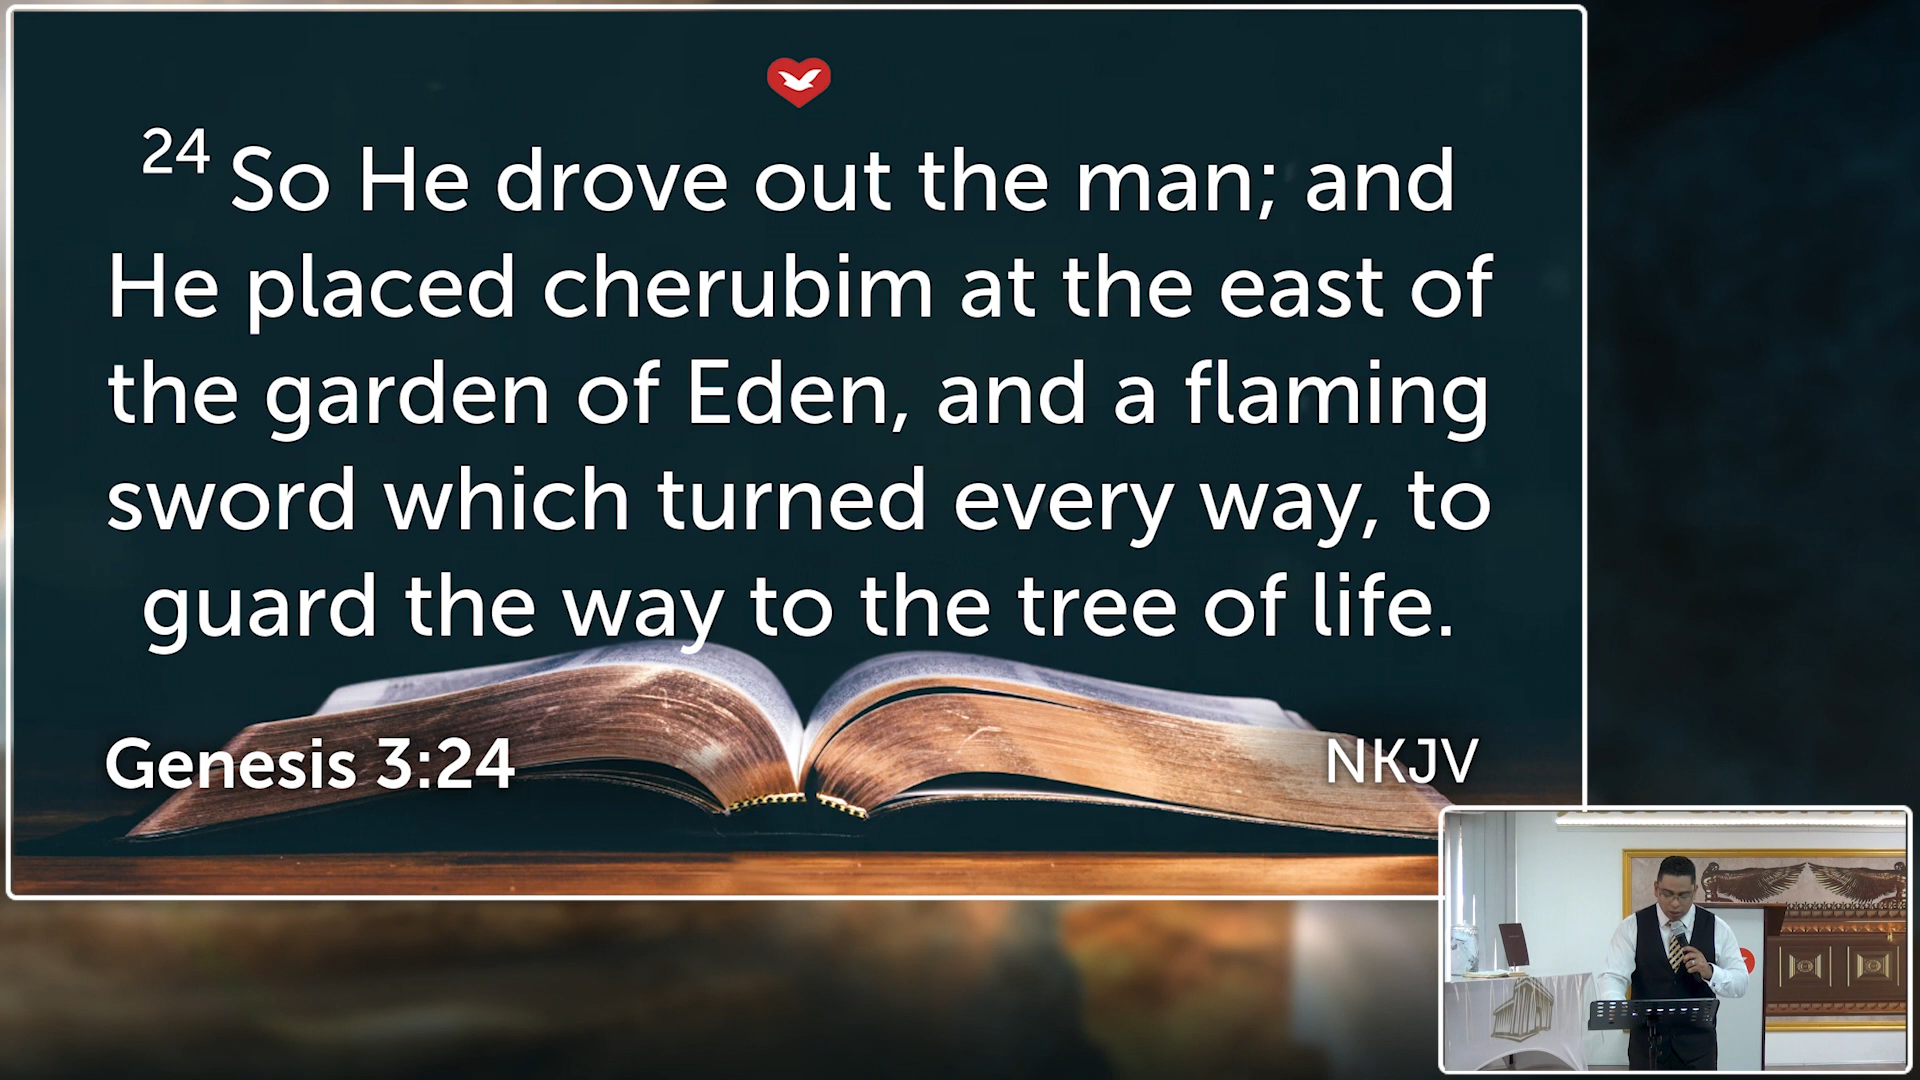 24 So He drove out the man; and
He placed cherubim at the east of
the garden of Eden, and a flaming
sword which turned every way, to
guard the way to the tree of life.
Genesis 3:24
NKJV